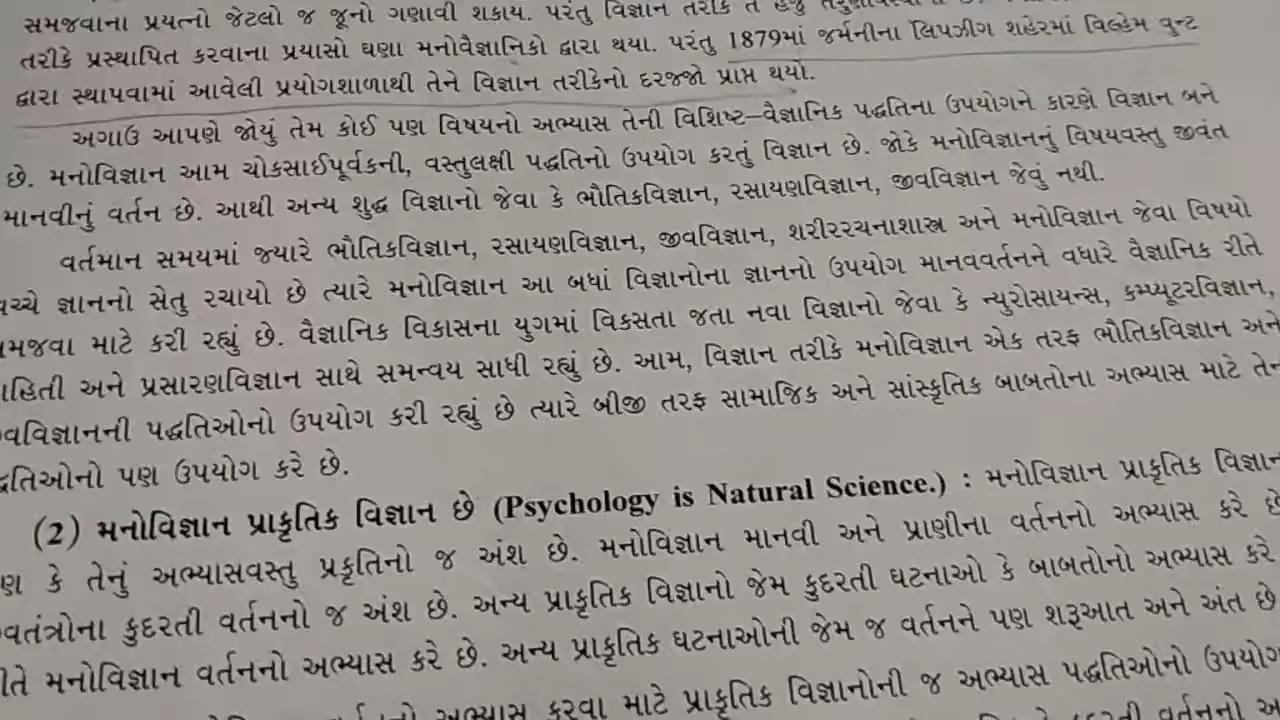 સમજવાના પ્રયત્નો જેટલો જ જૂનો ગણાવી શકાય. પરંતુ વિજ્ઞાન તરીકે તે હજુ
તરીકે પ્રસ્થાપિત કરવાના પ્રયાસો ઘણા મનોવૈજ્ઞાનિકો દ્વારા થયા. પરંતુ 1879માં જર્મનીના લિપઝીગ શહેરમાં વિલ્હેમ વુન્ટ
દ્વારા સ્થાપવામાં આવેલી પ્રયોગશાળાથી તેને વિજ્ઞાન તરીકેનો દરજ્જો પ્રાપ્ત થયો.
અગાઉ આપણે જોયું તેમ કોઈ પણ વિષયનો અભ્યાસ તેની વિશિષ્ટ–વૈજ્ઞાનિક પદ્ધતિના ઉપયોગને કારણે વિજ્ઞાન બને
છે. મનોવિજ્ઞાન આમ ચોકસાઈપૂર્વકની, વસ્તુલક્ષી પદ્ધતિનો ઉપયોગ કરતું વિજ્ઞાન છે. જોકે મનોવિજ્ઞાનનું વિષયવસ્તુ જીવંત
માનવીનું વર્તન છે. આથી અન્ય શુદ્ધ વિજ્ઞાનો જેવા કે ભૌતિકવિજ્ઞાન, રસાયણવિજ્ઞાન, જીવવિજ્ઞાન જેવું નથી.
વર્તમાન સમયમાં જ્યારે ભૌતિકવિજ્ઞાન, રસાયણવિજ્ઞાન, જીવવિજ્ઞાન, શરીરરચનાશાસ્ત્ર અને મનોવિજ્ઞાન જેવા વિષયો
વચ્ચે જ્ઞાનનો સેતુ રચાયો છે ત્યારે મનોવિજ્ઞાન આ બધાં વિજ્ઞાનોના જ્ઞાનનો ઉપયોગ માનવવર્તનને વધારે વૈજ્ઞાનિક રીતે
મજવા માટે કરી રહ્યું છે. વૈજ્ઞાનિક વિકાસના યુગમાં વિકસતા જતા નવા વિજ્ઞાનો જેવા કે ન્યુરોસાયન્સ, કમ્પ્યૂટરવિજ્ઞાન,
ાહિતી અને પ્રસારણવિજ્ઞાન સાથે સમન્વય સાધી રહ્યું છે. આમ, વિજ્ઞાન તરીકે મનોવિજ્ઞાન એક તરફ ભૌતિકવિજ્ઞાન અને
વવિજ્ઞાનની પદ્ધતિઓનો ઉપયોગ કરી રહ્યું છે ત્યારે બીજી તરફ સામાજિક અને સાંસ્કૃતિક બાબતોના અભ્યાસ માટે તેન
દ્ધતિઓનો પણ ઉપયોગ કરે છે.
(2) મનોવિજ્ઞાન પ્રાકૃતિક વિજ્ઞાન છે (Psychology is Natural Science.) : મનોવિજ્ઞાન પ્રાકૃતિક વિજ્ઞાન
ણ કે તેનું અભ્યાસવસ્તુ પ્રકૃતિનો જ અંશ છે. મનોવિજ્ઞાન માનવી અને પ્રાણીના વર્તનનો અભ્યાસ કરે છે
વતંત્રોના કુદરતી વર્તનનો જ અંશ છે. અન્ય પ્રાકૃતિક વિજ્ઞાનો જેમ કુદરતી ઘટનાઓ કે બાબતોનો અભ્યાસ કરે
ીતે મનોવિજ્ઞાન વર્તનનો અભ્યાસ કરે છે. અન્ય પ્રાકૃતિક ઘટનાઓની જેમ જ વર્તનને પણ શરૂઆત અને અંત છે
અભ્યાસ કરવા માટે પ્રાકૃતિક વિજ્ઞાનોની જ અભ્યાસ પદ્ધતિઓનો ઉપયોગ
વર્તનનો